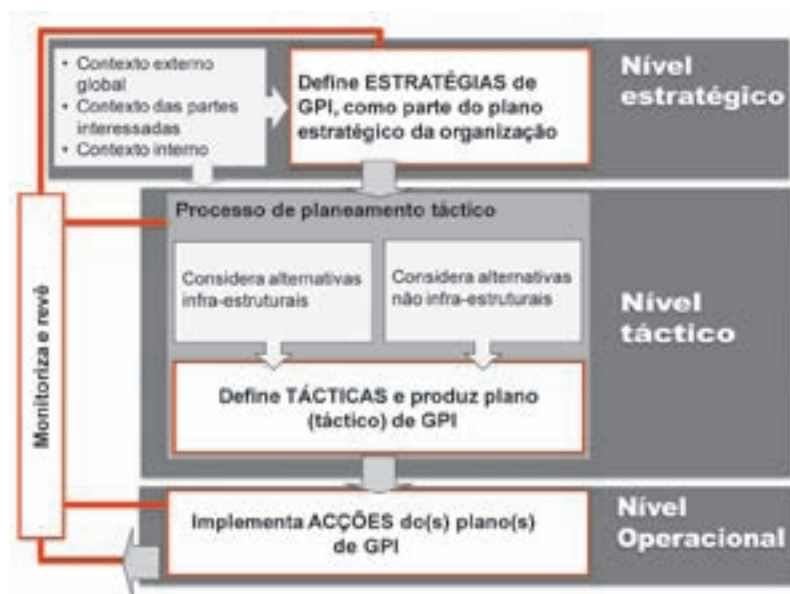 • Contexto externo
global
• Contexto das partes
interessadas
• Contexto interno
Define ESTRATÉGIAS de
GPI, como parte do plano
estratégico da organização
Nível
estratégico
Processo de planeamento táctico
Considera alternativas
infra-estruturais
Considera alternativas
não infra-estruturais
Define TÁCTICAS e produz plano
(táctico) de GPI
Nível
táctico
Implementa ACÇÕES do(s) plano(s)
de GPI
Nível
Operacional
Monitoriza e revê